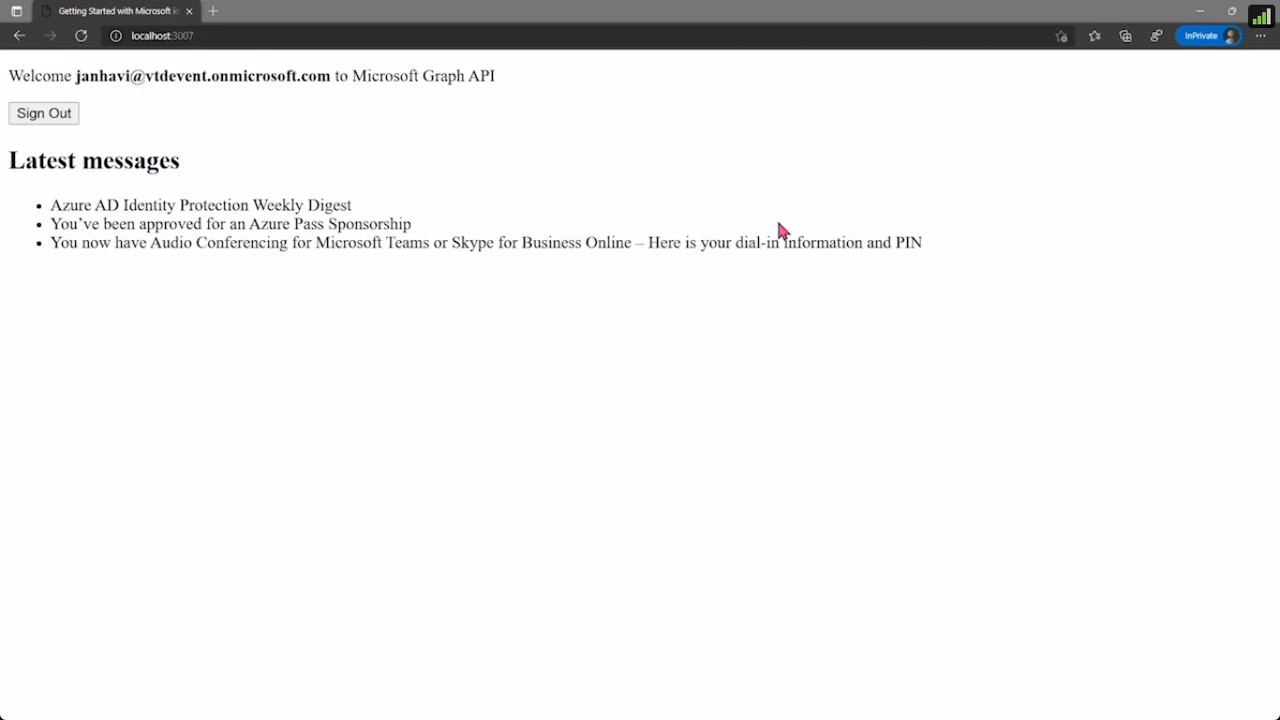 Getting Started with Microsoft
localhost:3007
InPrivate
Welcome janhavi@vtdevent.onmicrosoft.com to Microsoft Graph API
Sign Out
Latest messages
Azure AD Identity Protection Weekly Digest
You've been approved for an Azure Pass Sponsorship
You now have Audio Conferencing for Microsoft Teams or Skype for Business Online – Here is your dial-in information and PIN